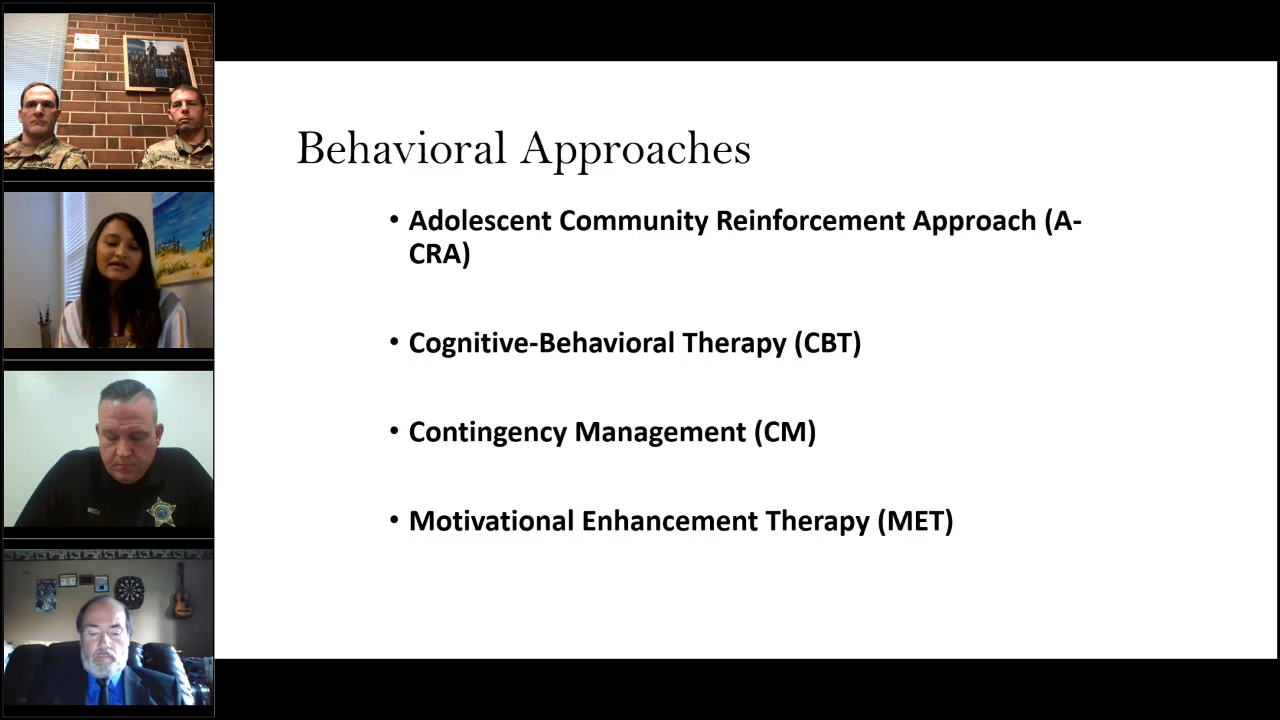 Behavioral Approaches
• Adolescent Community Reinforcement Approach (A-
CRA)
• Cognitive-Behavioral Therapy (CBT)
• Contingency Management (CM)
• Motivational Enhancement Therapy (MET)